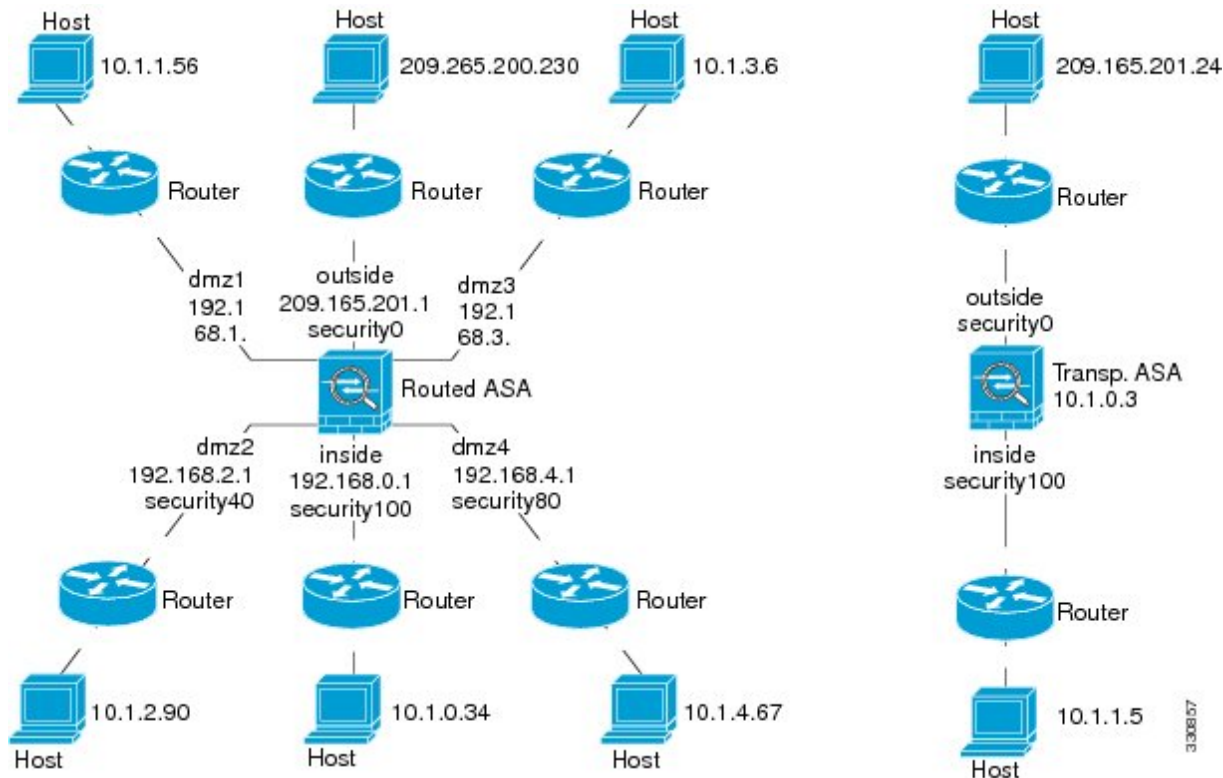 Host
10.1.1.56
Host
209.265.200.230
Host
10.1.3.6
Host
209.165.201.24
Router
Router
Router
Router
dmz1
192.1
68.1.
outside
209.165.201.1
security0
dmz3
192.1
68.3.
outside
security0
Routed ASA
Transp. ASA
10.1.0.3
dmz2
192.168.2.1
security40
inside
192.168.0.1
security100
dmz4
192.168.4.1
security80
inside
security100
Router
Router
Router
Router
10.1.2.90
Host
10.1.0.34
Host
10.1.4.67
Host
10.1.1.5
Host
330857